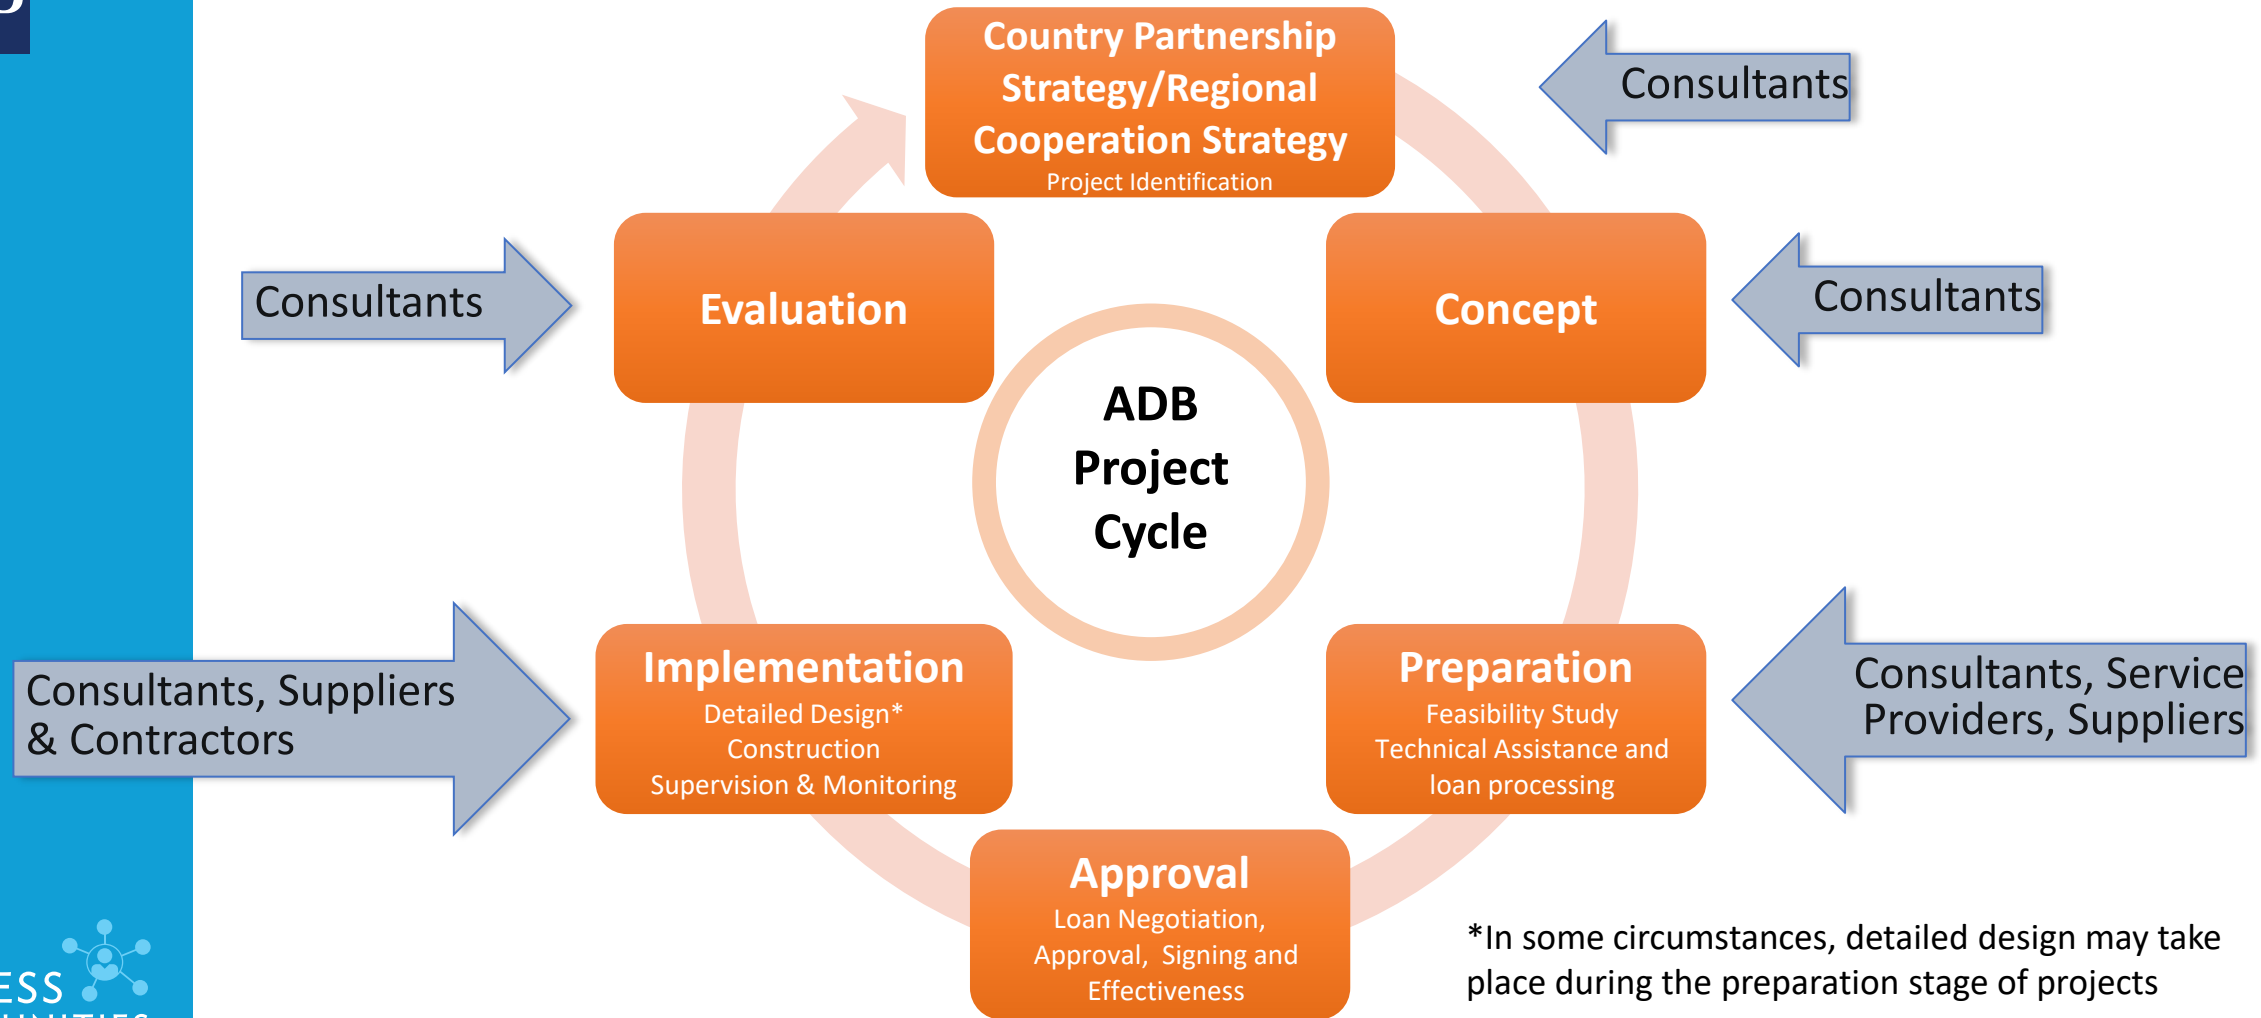 Country Partnership
Strategy/Regional
Cooperation Strategy
Project Identification
Consultants
Consultants
Evaluation
Concept
Consultants
ADB
Project
Cycle
Consultants, Suppliers
& Contractors
Implementation
Detailed Design*
Construction
Supervision & Monitoring
Preparation
Feasibility Study
Technical Assistance and
loan processing
Consultants, Service
Providers, Suppliers
Approval
Loan Negotiation,
Approval, Signing and
Effectiveness
*In some circumstances, detailed design may take
place during the preparation stage of projects